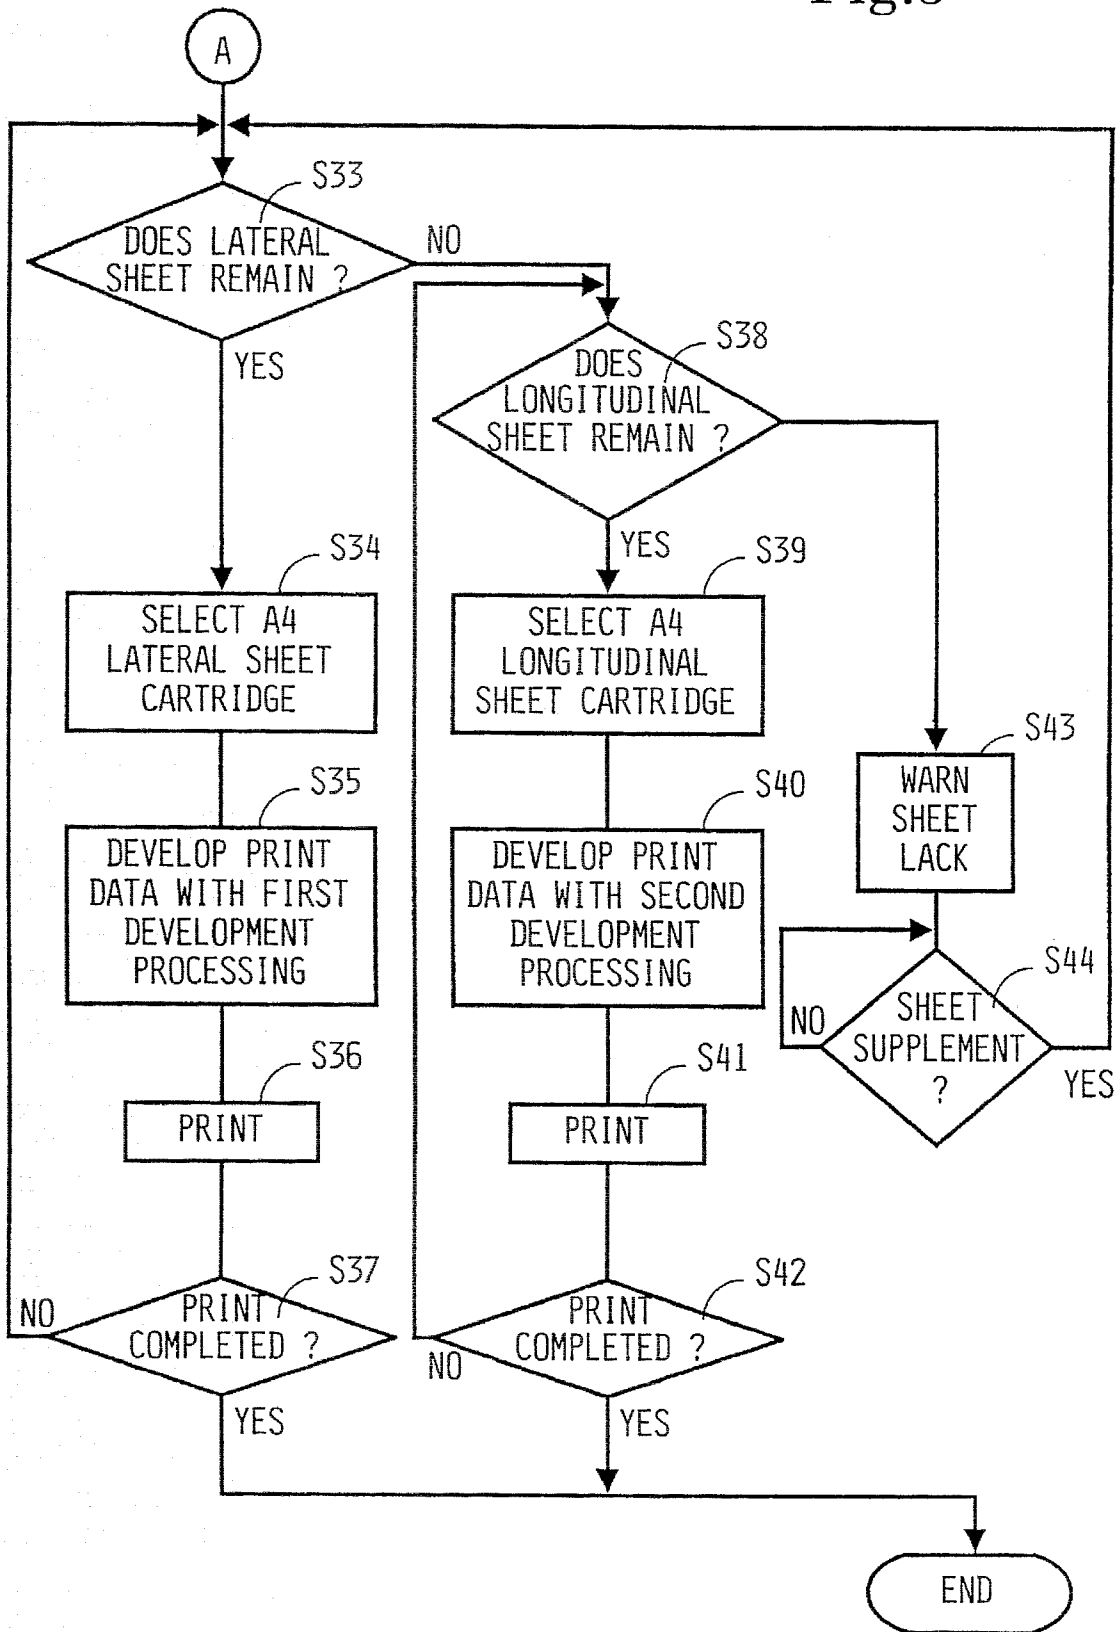 A
S33
DOES LATERAL
SHEET REMAIN ?
NO
YES
S38
DOES
LONGITUDINAL
SHEET REMAIN ?
YES
S34
SELECT A4
LATERAL SHEET
CARTRIDGE
S39
SELECT A4
LONGITUDINAL
SHEET CARTRIDGE
S43
WARN
SHEET
LACK
S35
DEVELOP PRINT
DATA WITH FIRST
DEVELOPMENT
PROCESSING
S40
DEVELOP PRINT
DATA WITH SECOND
DEVELOPMENT
PROCESSING
S44
SHEET
SUPPLEMENT
?
NO
YES
S36
PRINT
S41
PRINT
S37
PRINT
COMPLETED ?
NO
YES
S42
PRINT
COMPLETED ?
NO
YES
END